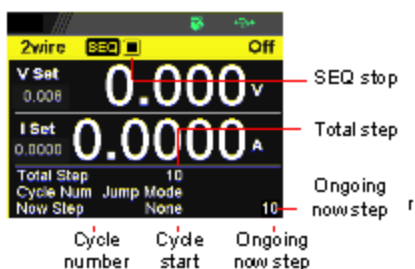 2wire SEQ Off
V Set
0.008 0.000 V
I Set
0.0000 0.0000 A
Total Step 10
Cycle Num Jump Mode
Now Step None 10
SEQ stop
Total step
Ongoing
now step r
Cycle
number
Cycle
start
Ongoing
now step